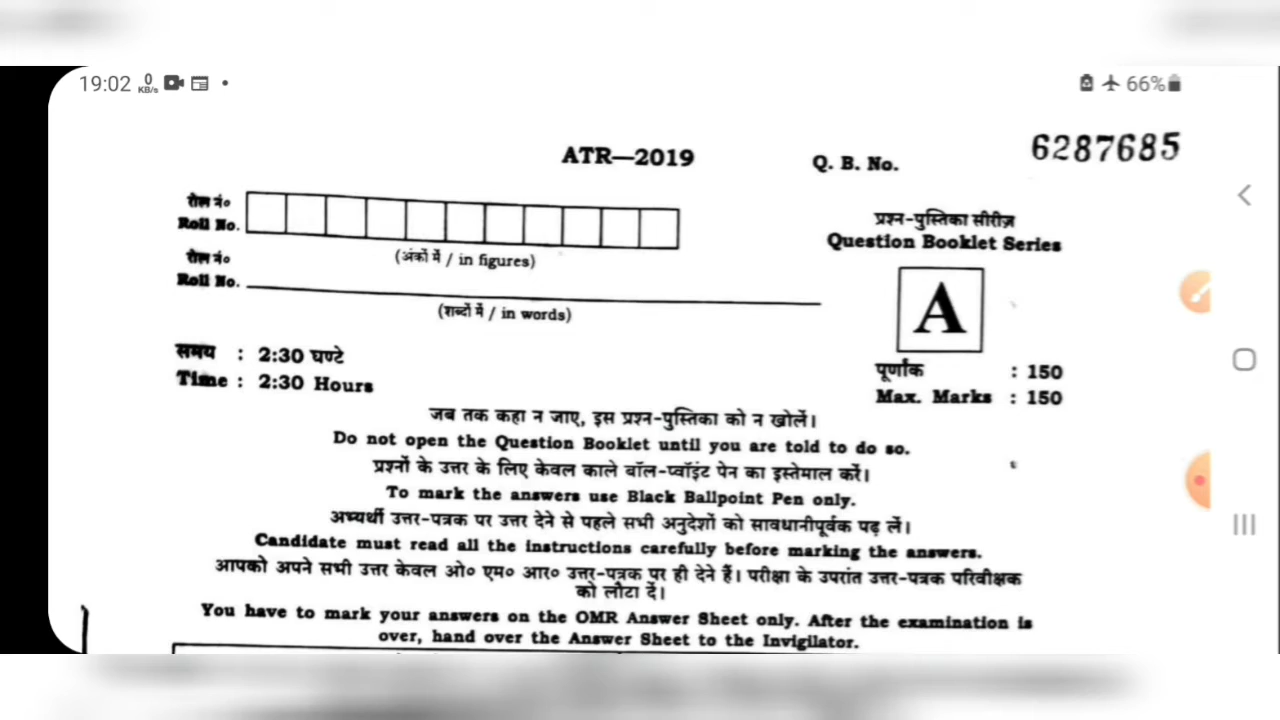 19:02 0 KB/s 66%
ATR—2019 Q. B. No. 6287685
रोल नं०
Roll No.
(अंकों में / in figures)
प्रश्न-पुस्तिका सीरीज़
Question Booklet Series
रोल नं०
Roll No.
(शब्दों में / in words)
A
समय : 2:30 घण्टे
Time : 2:30 Hours
पूर्णांक : 150
Max. Marks : 150
जब तक कहा न जाए, इस प्रश्न-पुस्तिका को न खोलें।
Do not open the Question Booklet until you are told to do so.
प्रश्नों के उत्तर के लिए केवल काले बॉल-प्वॉइंट पेन का इस्तेमाल करें।
To mark the answers use Black Ballpoint Pen only.
अभ्यर्थी उत्तर-पत्रक पर उत्तर देने से पहले सभी अनुदेशों को सावधानीपूर्वक पढ़ लें।
Candidate must read all the instructions carefully before marking the answers.
आपको अपने सभी उत्तर केवल ओ० एम० आर० उत्तर-पत्रक पर ही देने हैं। परीक्षा के उपरांत उत्तर-पत्रक परिवीक्षक
को लौटा दें।
You have to mark your answers on the OMR Answer Sheet only. After the examination is
over, hand over the Answer Sheet to the Invigilator.